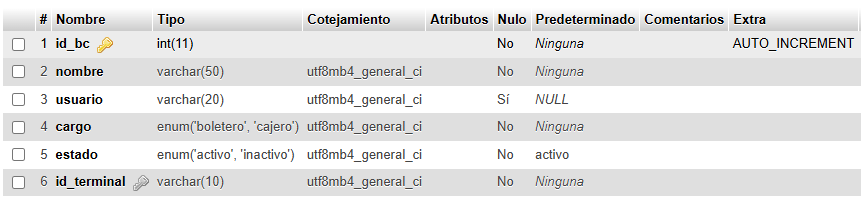 # Nombre Tipo Cotejamiento Atributos Nulo Predeterminado Comentarios Extra
1 id_bc int(11) No Ninguna AUTO_INCREMENT
2 nombre varchar(50) utf8mb4_general_ci No Ninguna
3 usuario varchar(20) utf8mb4_general_ci Sí NULL
4 cargo enum('boletero', 'cajero') utf8mb4_general_ci No Ninguna
5 estado enum('activo', 'inactivo') utf8mb4_general_ci No activo
6 id_terminal varchar(10) utf8mb4_general_ci No Ninguna